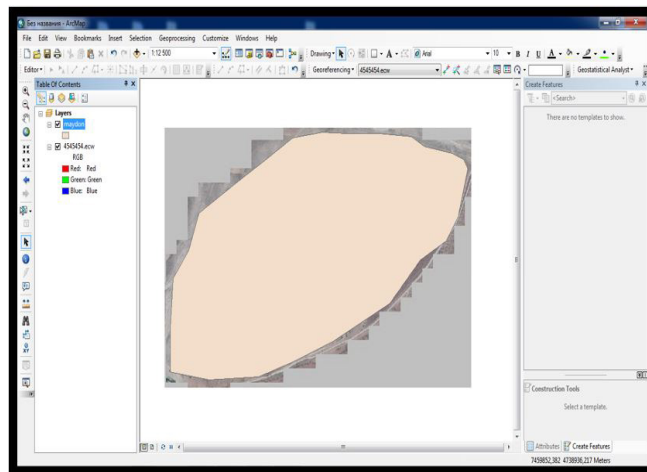 Без названия - ArcMap
File Edit View Bookmarks Insert Selection Geoprocessing Customize Windows Help
1:12 500
Drawing
Arial
10
B I U A
Editor
Georeferencing
4545454.ecw
Geostatistical Analyst
Table Of Contents
Layers
maydon
4545454.ecw
RGB
Red: Red
Green: Green
Blue: Blue
Create Features
<Search>
There are no templates to show.
Construction Tools
Select a template.
Attributes
Create Features
7459852,382 4738936,217 Meters